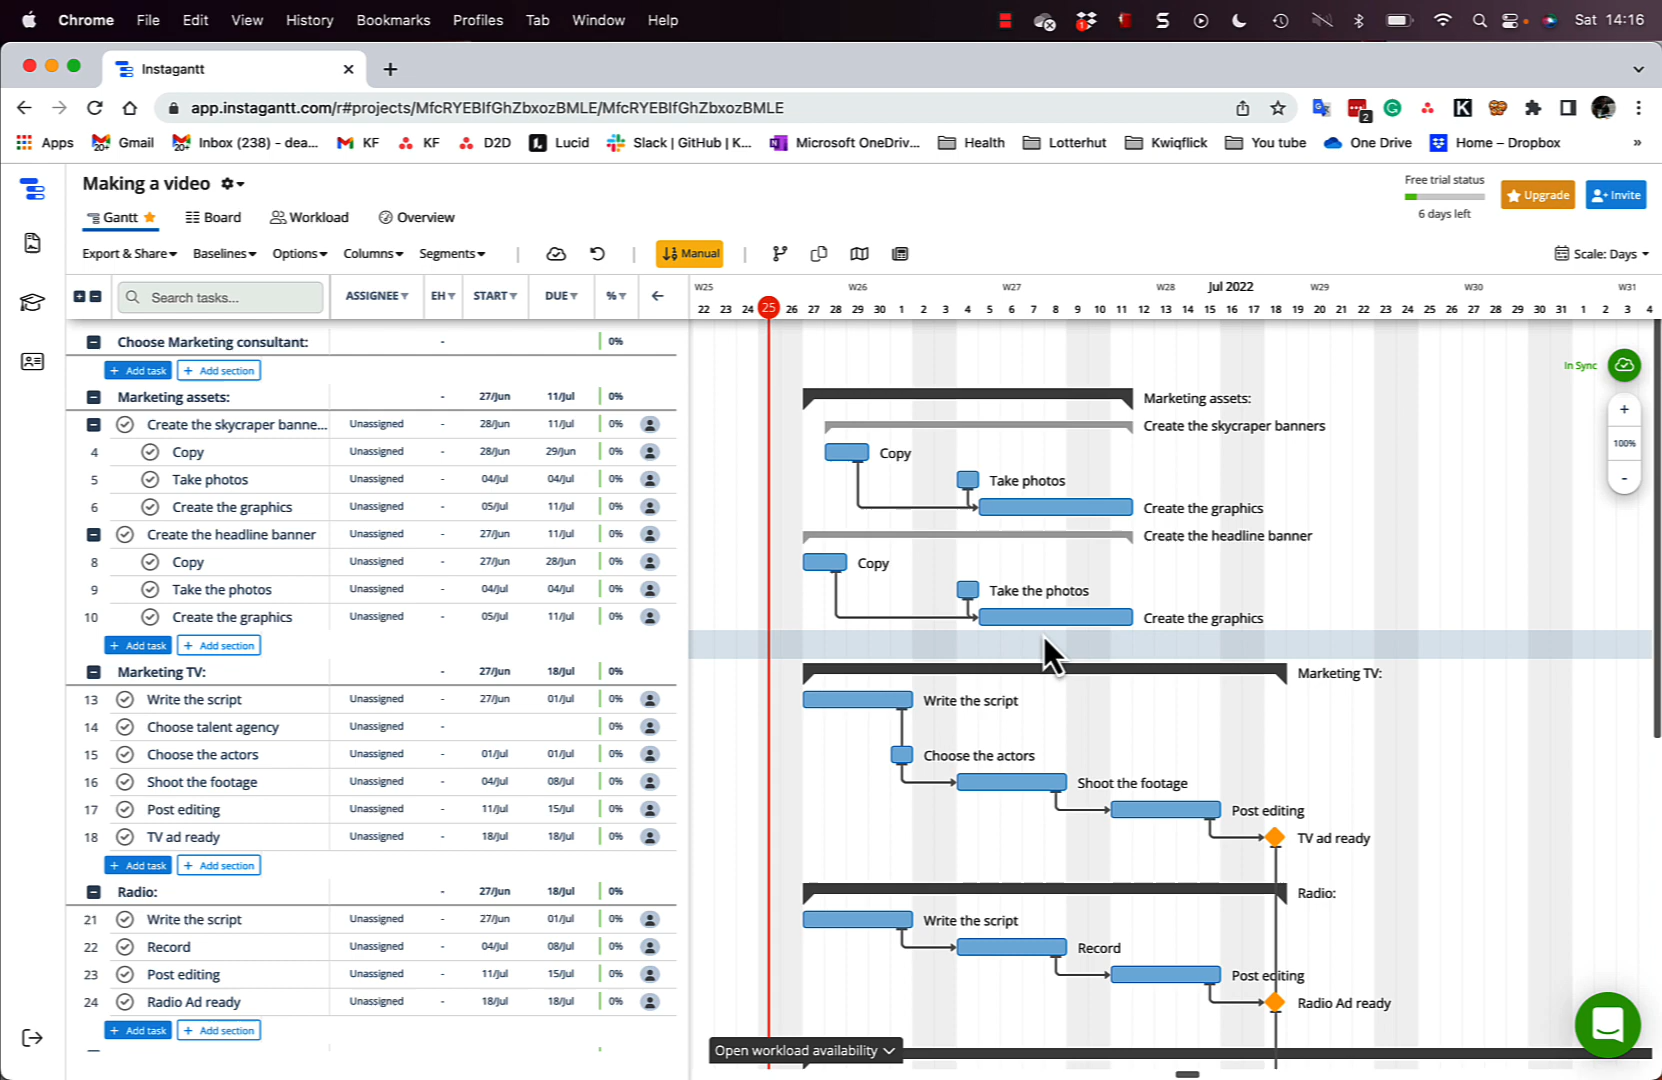 Chrome File Edit View History Bookmarks Profiles Tab Window Help Sat 14:16
Instagantt
app.instagantt.com/r#projects/MfcRYEBIfGhZbxozBMLE/MfcRYEBIfGhZbxozBMLE
Apps Gmail Inbox (238) - dea... KF KF D2D Lucid Slack | GitHub | K... Microsoft OneDriv... Health Lotterhut Kwiqflick You tube One Drive Home – Dropbox »
Making a video
Free trial status
6 days left
Upgrade
Invite
Gantt Board Workload Overview
Export & Share Baselines Options Columns Segments Manual Scale: Days
Search tasks... ASSIGNEE EH START DUE %
W25 W26 W27 W28 Jul 2022 W29 W30 W31
22 23 24 25 26 27 28 29 30 1 2 3 4 5 6 7 8 9 10 11 12 13 14 15 16 17 18 19 20 21 22 23 24 25 26 27 28 29 30 31 1 2 3 4
Choose Marketing consultant: - 0%
+ Add task + Add section
In Sync
Marketing assets: - 27/Jun 11/Jul 0% Marketing assets:
Create the skycraper banne... Unassigned - 28/Jun 11/Jul 0% Create the skycraper banners
4 Copy Unassigned - 28/Jun 29/Jun 0% Copy
5 Take photos Unassigned - 04/Jul 04/Jul 0% Take photos
6 Create the graphics Unassigned - 05/Jul 11/Jul 0% Create the graphics
Create the headline banner Unassigned - 27/Jun 11/Jul 0% Create the headline banner
8 Copy Unassigned - 27/Jun 28/Jun 0% Copy
9 Take the photos Unassigned - 04/Jul 04/Jul 0% Take the photos
10 Create the graphics Unassigned - 05/Jul 11/Jul 0% Create the graphics
+ Add task + Add section
+
100%
-
Marketing TV: - 27/Jun 18/Jul 0% Marketing TV:
13 Write the script Unassigned - 27/Jun 01/Jul 0% Write the script
14 Choose talent agency Unassigned - 0%
15 Choose the actors Unassigned - 01/Jul 01/Jul 0% Choose the actors
16 Shoot the footage Unassigned - 04/Jul 08/Jul 0% Shoot the footage
17 Post editing Unassigned - 11/Jul 15/Jul 0% Post editing
18 TV ad ready Unassigned - 18/Jul 18/Jul 0% TV ad ready
+ Add task + Add section
Radio: - 27/Jun 18/Jul 0% Radio:
21 Write the script Unassigned - 27/Jun 01/Jul 0% Write the script
22 Record Unassigned - 04/Jul 08/Jul 0% Record
23 Post editing Unassigned - 11/Jul 15/Jul 0% Post editing
24 Radio Ad ready Unassigned - 18/Jul 18/Jul 0% Radio Ad ready
+ Add task + Add section
Open workload availability